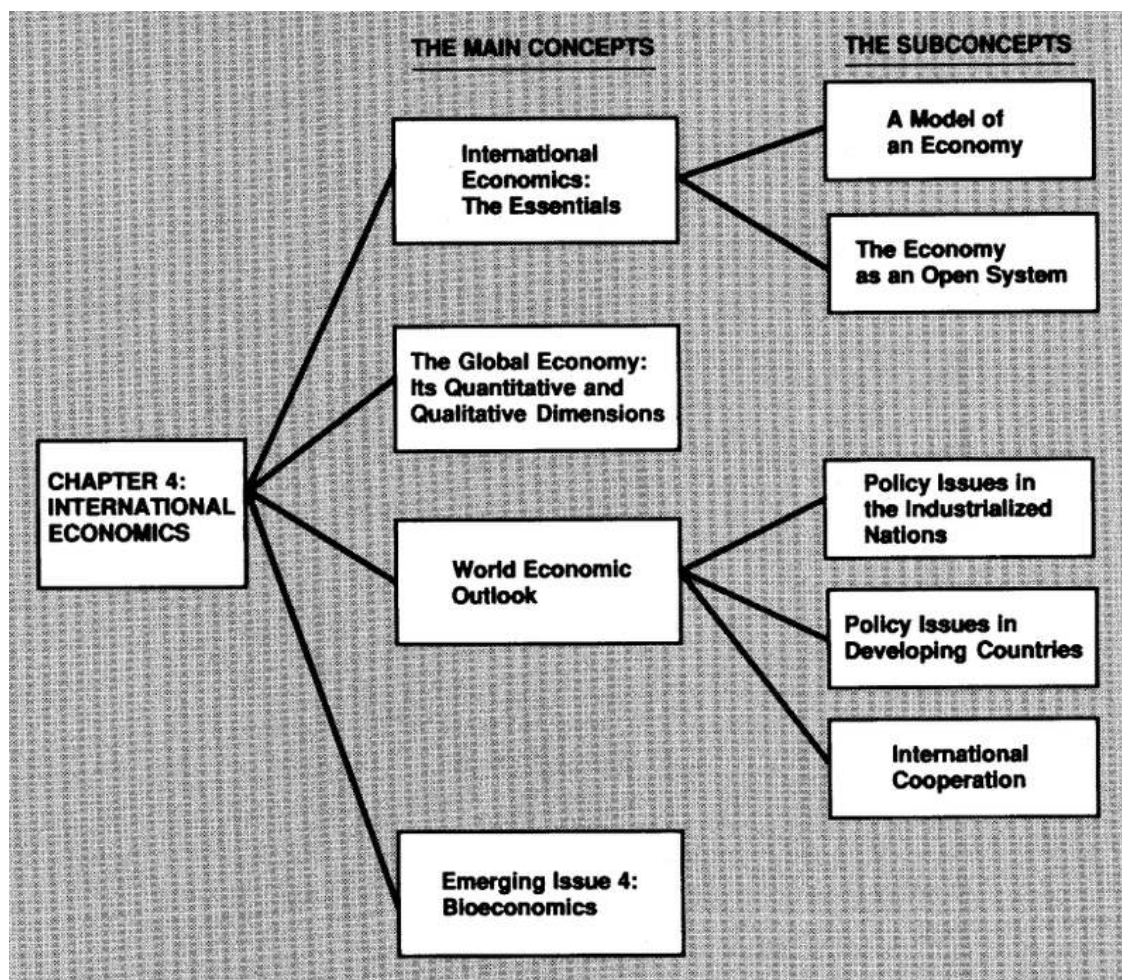 THE MAIN CONCEPTS
THE SUBCONCEPTS
CHAPTER 4:
INTERNATIONAL
ECONOMICS
International
Economics:
The Essentials
A Model of
an Economy
The Economy
as an Open System
The Global Economy:
Its Quantitative and
Qualitative Dimensions
World Economic
Outlook
Policy Issues in
the Industrialized
Nations
Policy Issues in
Developing Countries
International
Cooperation
Emerging Issue 4:
Bioeconomics